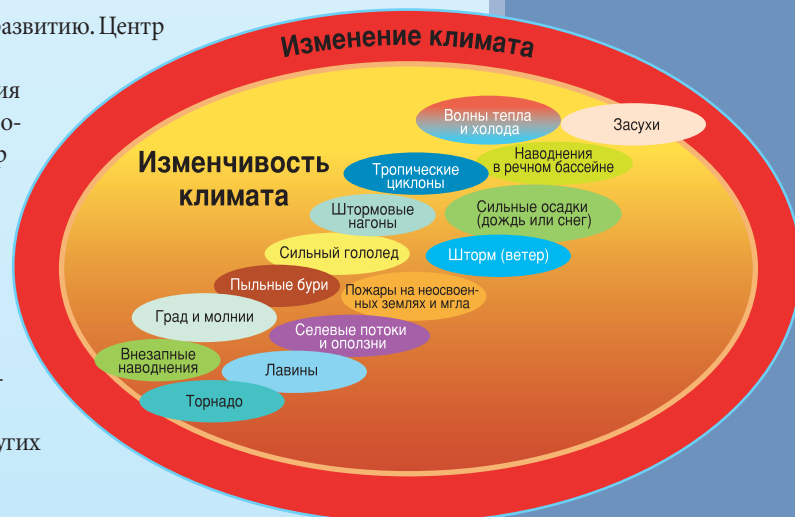 развитию. Центр
ия
о-
р
-
угих
Изменение климата
Изменчивость
климата
Волны тепла
и холода
Засухи
Наводнения
в речном бассейне
Тропические
циклоны
Штормовые
нагоны
Сильные осадки
(дождь или снег)
Сильный гололед
Шторм (ветер)
Пыльные бури
Пожары на неосвоен-
ных землях и мгла
Град и молнии
Селевые потоки
и оползни
Внезапные
наводнения
Лавины
Торнадо